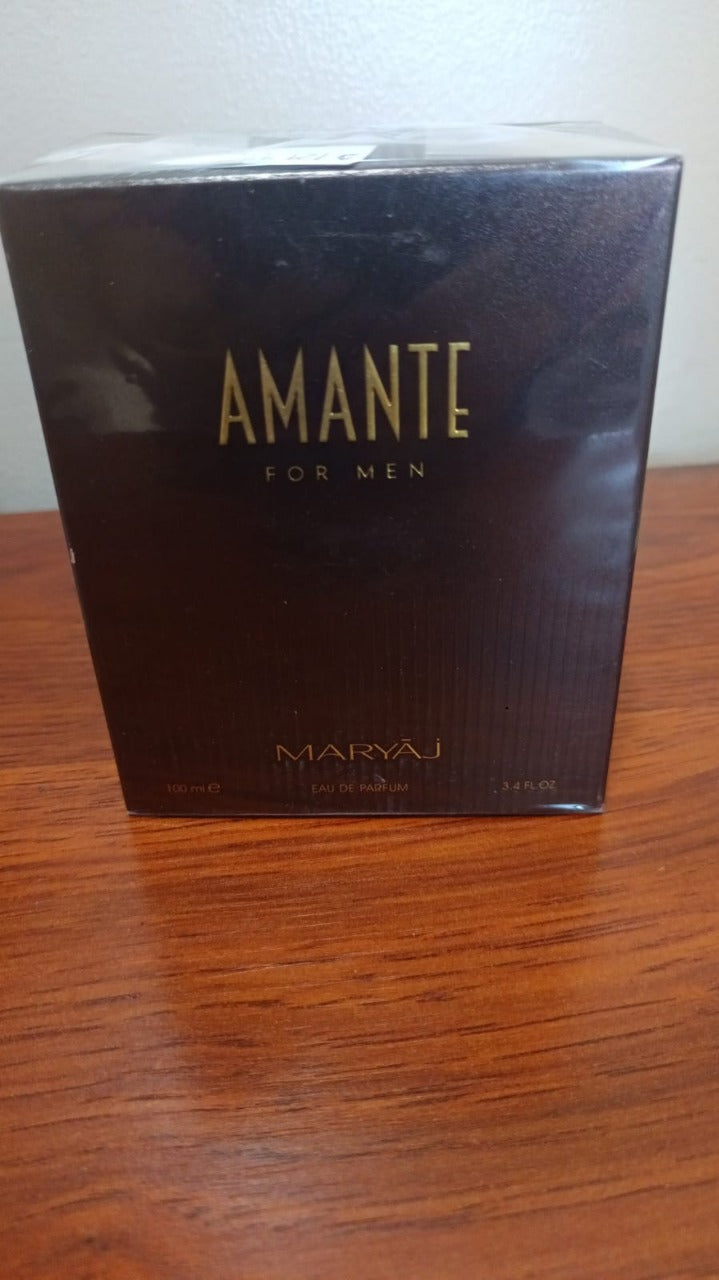 AMANTE
FOR MEN
MARYĀJ
100 ml ℮ EAU DE PARFUM 3.4 FL OZ